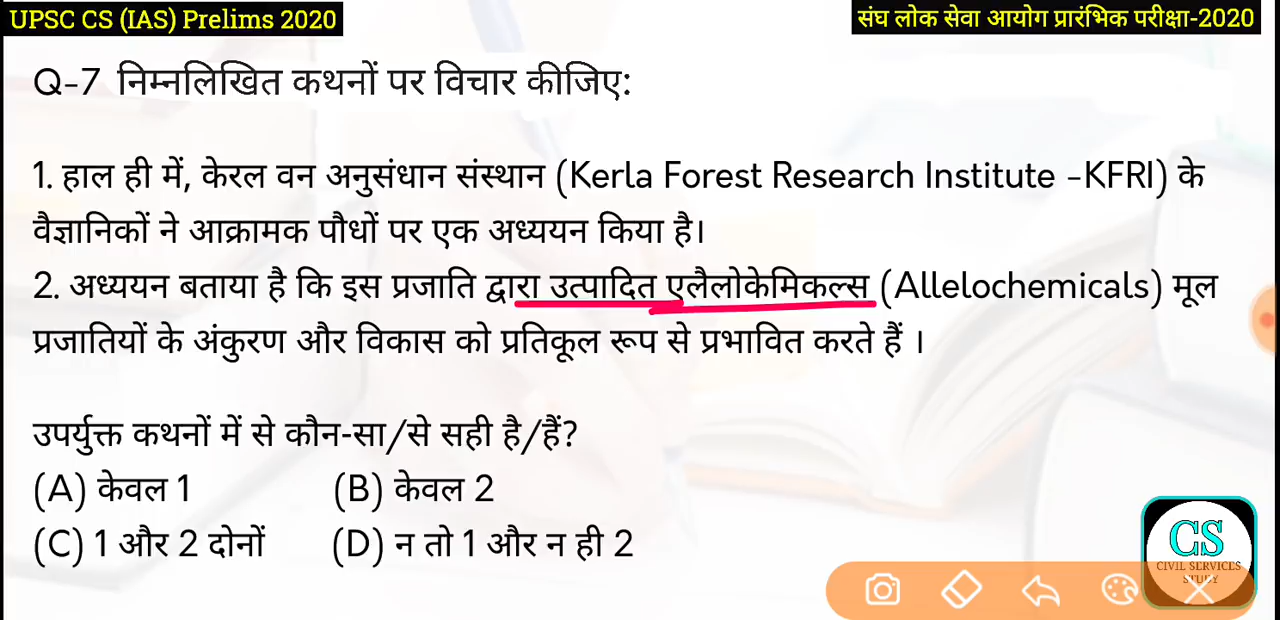 UPSC CS (IAS) Prelims 2020
संघ लोक सेवा आयोग प्रारंभिक परीक्षा-2020
Q-7 निम्नलिखित कथनों पर विचार कीजिए:
1. हाल ही में, केरल वन अनुसंधान संस्थान (Kerla Forest Research Institute -KFRI) के
वैज्ञानिकों ने आक्रामक पौधों पर एक अध्ययन किया है।
2. अध्ययन बताया है कि इस प्रजाति द्वारा उत्पादित एलैलोकेमिकल्स (Allelochemicals) मूल
प्रजातियों के अंकुरण और विकास को प्रतिकूल रूप से प्रभावित करते हैं ।
उपर्युक्त कथनों में से कौन-सा/से सही है/हैं?
(A) केवल 1 (B) केवल 2
(C) 1 और 2 दोनों (D) न तो 1 और न ही 2
CS
CIVIL SERVICES
STUDY